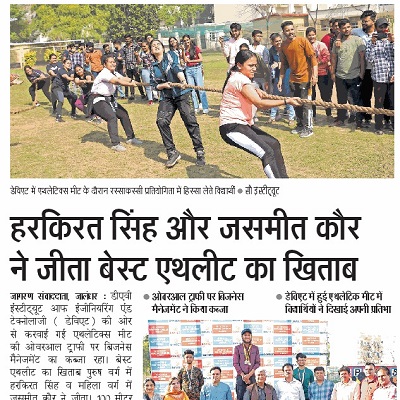 डेविएट में एथलेटिक्स मीट के दौरान रस्साकस्सी प्रतियोगिता में हिस्सा लेते विद्यार्थी ● सौ इंस्टीट्यूट
हरकिरत सिंह और जसमीत कौर
ने जीता बेस्ट एथलीट का खिताब
जागरण संवाददाता, जालंधर : डीएवी
इंस्टीट्यूट आफ इंजीनियरिंग एंड
टेक्नोलाजी ( डेविएट) की ओर
से करवाई गई एथलेटिक्स मीट
की ओवरआल ट्राफी पर बिजनेस
मैनेजमेंट का कब्जा रहा। बेस्ट
एथलीट का खिताब पुरुष वर्ग में
हरकिरत सिंह व महिला वर्ग में
जसमीत कौर ने जीता। 100 मीटर
● ओवरआल ट्राफी पर बिजनेस
मैनेजमेंट ने किया कब्जा
● डेविएट में हुई एथलेटिक मीट में
विद्यार्थियों ने दिखाई अपनी प्रतिभा